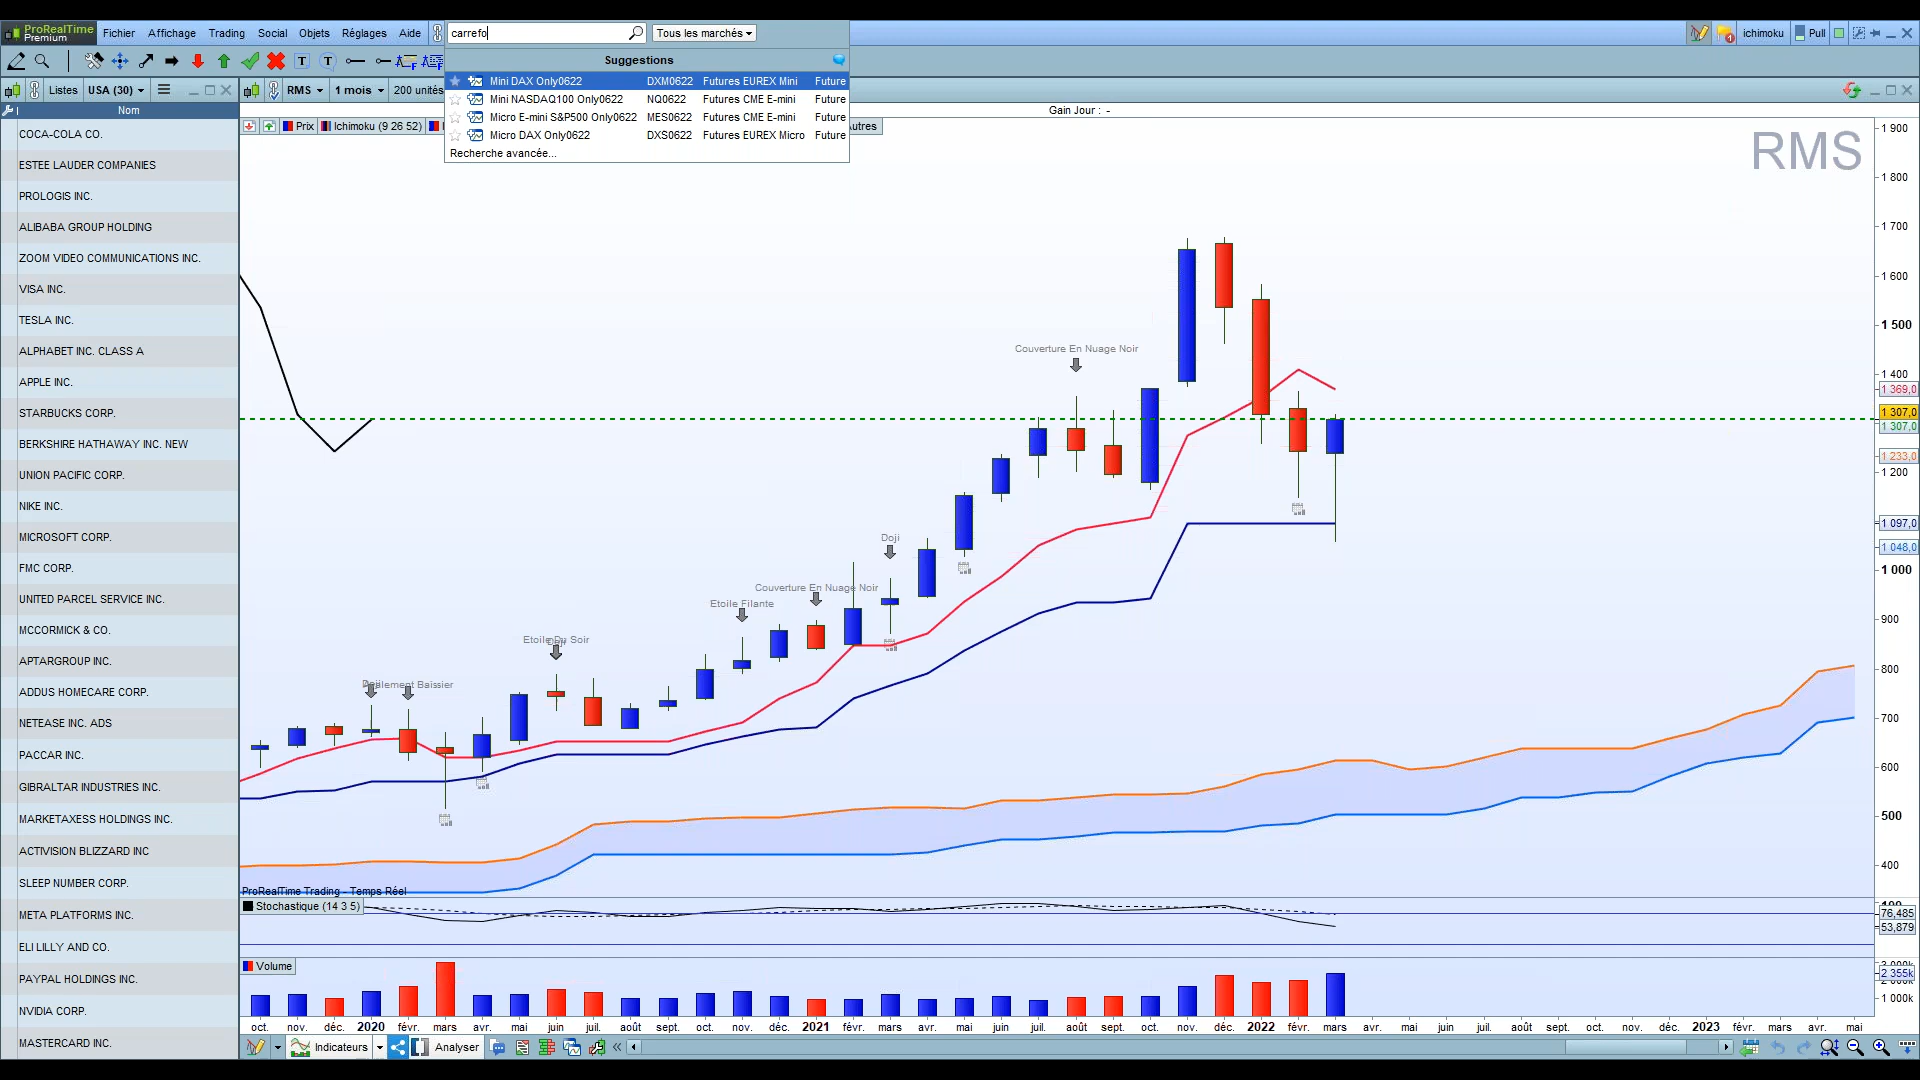 ProRealTime
Premium
Fichier Affichage Trading Social Objets Réglages Aide
carrefo
Tous les marchés
ichimoku Pull
Suggestions
Mini DAX Only0622 DXM0622 Futures EUREX Mini Future
Mini NASDAQ100 Only0622 NQ0622 Futures CME E-mini Future
Micro E-mini S&P500 Only0622 MES0622 Futures CME E-mini Future
Micro DAX Only0622 DXS0622 Futures EUREX Micro Future
Recherche avancée...
Listes USA (30)
RMS 1 mois 200 unités
Nom
Gain Jour : -
Prix Ichimoku (9 26 52)
utres
RMS
COCA-COLA CO.
ESTEE LAUDER COMPANIES
PROLOGIS INC.
ALIBABA GROUP HOLDING
ZOOM VIDEO COMMUNICATIONS INC.
VISA INC.
TESLA INC.
ALPHABET INC. CLASS A
APPLE INC.
STARBUCKS CORP.
BERKSHIRE HATHAWAY INC. NEW
UNION PACIFIC CORP.
NIKE INC.
MICROSOFT CORP.
FMC CORP.
UNITED PARCEL SERVICE INC.
MCCORMICK & CO.
APTARGROUP INC.
ADDUS HOMECARE CORP.
NETEASE INC. ADS
PACCAR INC.
GIBRALTAR INDUSTRIES INC.
MARKETAXESS HOLDINGS INC.
ACTIVISION BLIZZARD INC
SLEEP NUMBER CORP.
META PLATFORMS INC.
ELI LILLY AND CO.
PAYPAL HOLDINGS INC.
NVIDIA CORP.
MASTERCARD INC.
Couverture En Nuage Noir
Doji
Couverture En Nuage Noir
Etoile Filante
Etoile Du Soir
Avalement Baissier
1 900
1 800
1 700
1 600
1 500
1 400
1 369,0
1 307,0
1 307,0
1 233,0
1 200
1 097,0
1 048,0
1 000
900
800
700
600
500
400
ProRealTime Trading - Temps Réel
Stochastique (14 3 5)
100
76,485
53,879
Volume
3 000k
2 355k
2 000k
1 000k
oct. nov. déc. 2020 févr. mars avr. mai juin juil. août sept. oct. nov. déc. 2021 févr. mars avr. mai juin juil. août sept. oct. nov. déc. 2022 févr. mars avr. mai juin juil. août sept. oct. nov. déc. 2023 févr. mars avr. mai
Indicateurs Analyser